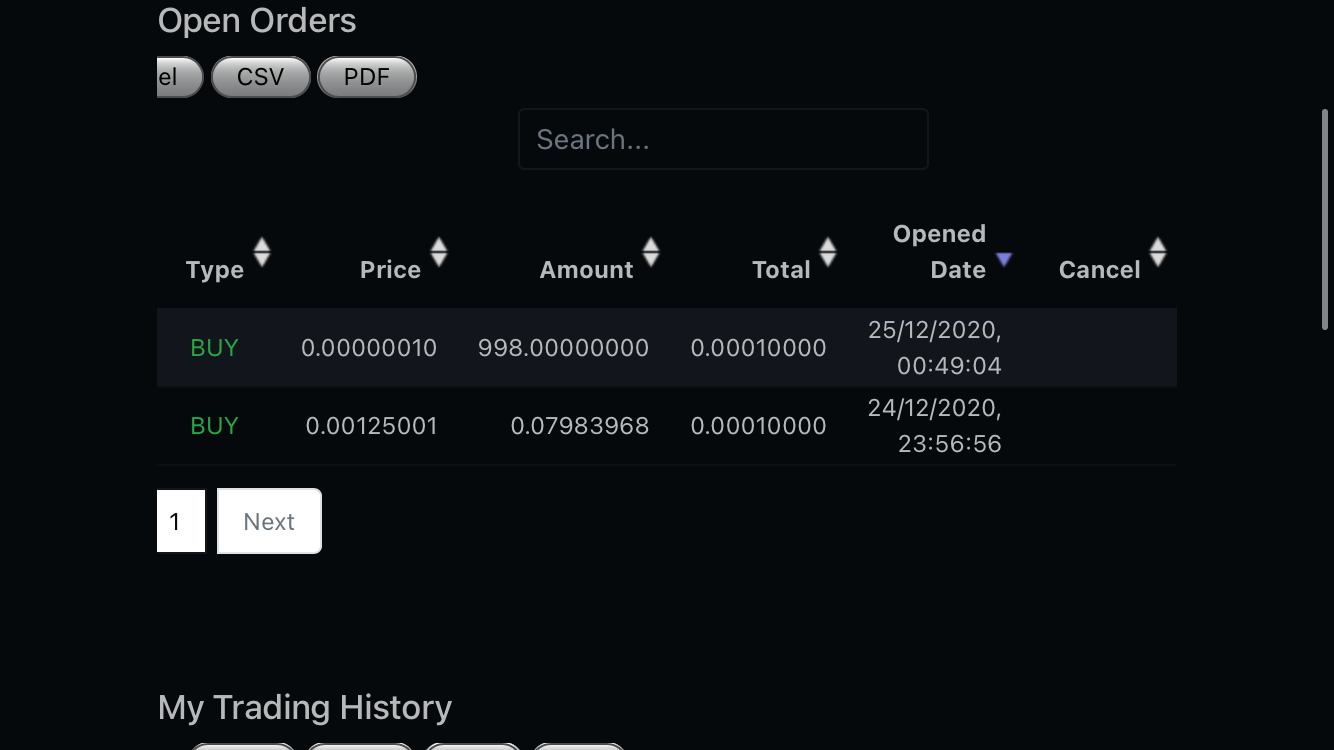 Open Orders
el CSV PDF
Search...
Type Price Amount Total Opened Date Cancel
BUY 0.00000010 998.00000000 0.00010000 25/12/2020, 00:49:04
BUY 0.00125001 0.07983968 0.00010000 24/12/2020, 23:56:56
1 Next
My Trading History